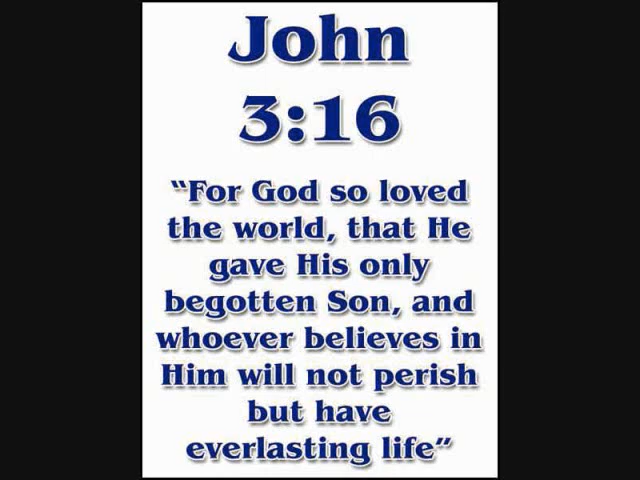 John
3:16
“For God so loved
the world, that He
gave His only
begotten Son, and
whoever believes in
Him will not perish
but have
everlasting life”